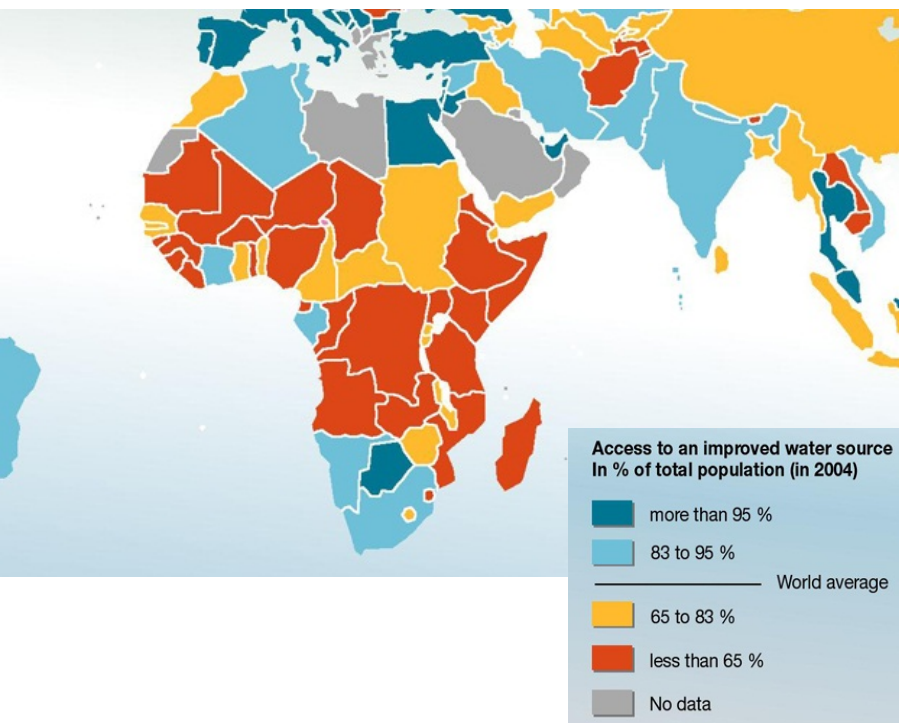 Access to an improved water source
In % of total population (in 2004)
more than 95 %
83 to 95 %
World average
65 to 83 %
less than 65 %
No data